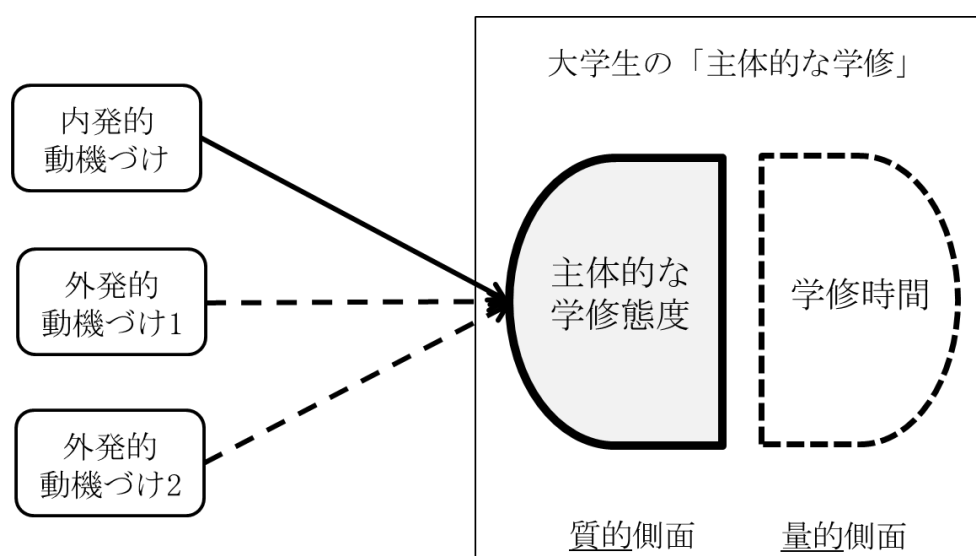 大学生の「主体的な学修」
内発的
動機づけ
外発的
動機づけ1
外発的
動機づけ2
主体的な
学修態度
学修時間
質的側面
量的側面